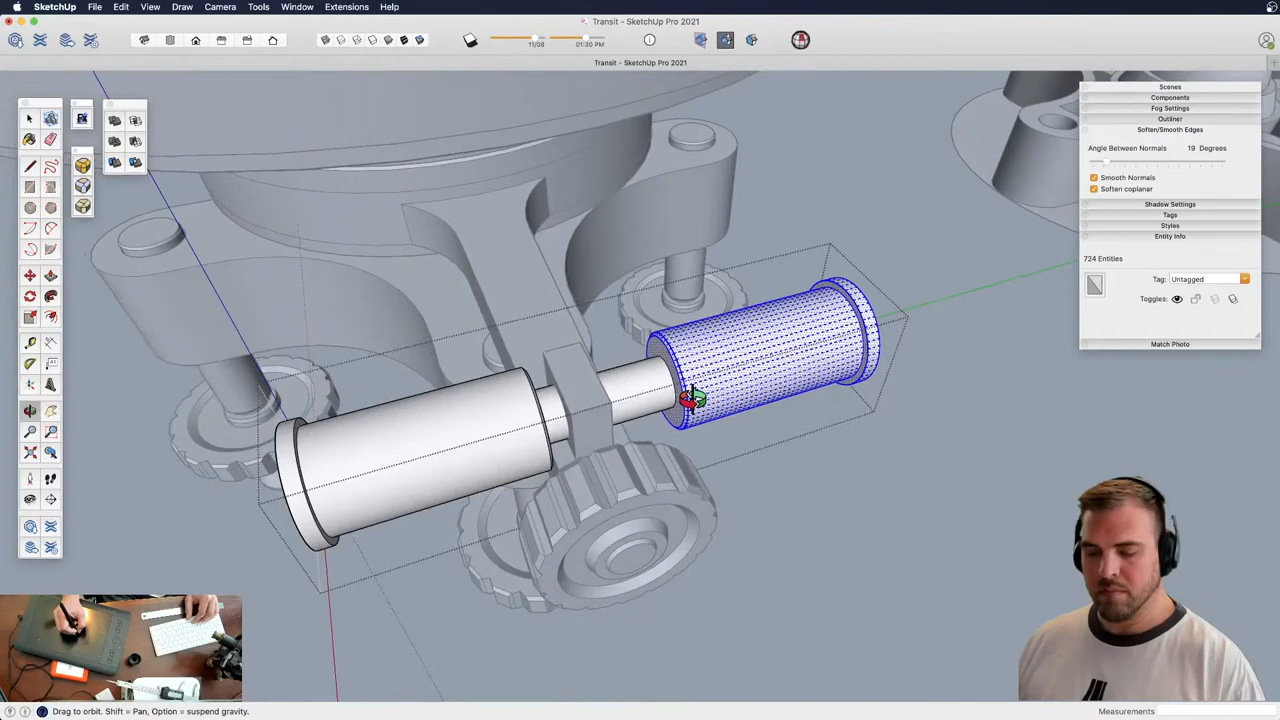 SketchUp File Edit View Draw Camera Tools Window Extensions Help
Transit - SketchUp Pro 2021
11/08 01:30 PM
Transit - SketchUp Pro 2021
Scenes
Components
Fog Settings
Outliner
Soften/Smooth Edges
Angle Between Normals 19 Degrees
Smooth Normals
Soften coplanar
Shadow Settings
Tags
Styles
Entity Info
724 Entities
Tag: Untagged
Toggles:
Match Photo
Drag to orbit. Shift = Pan, Option = suspend gravity.
Measurements